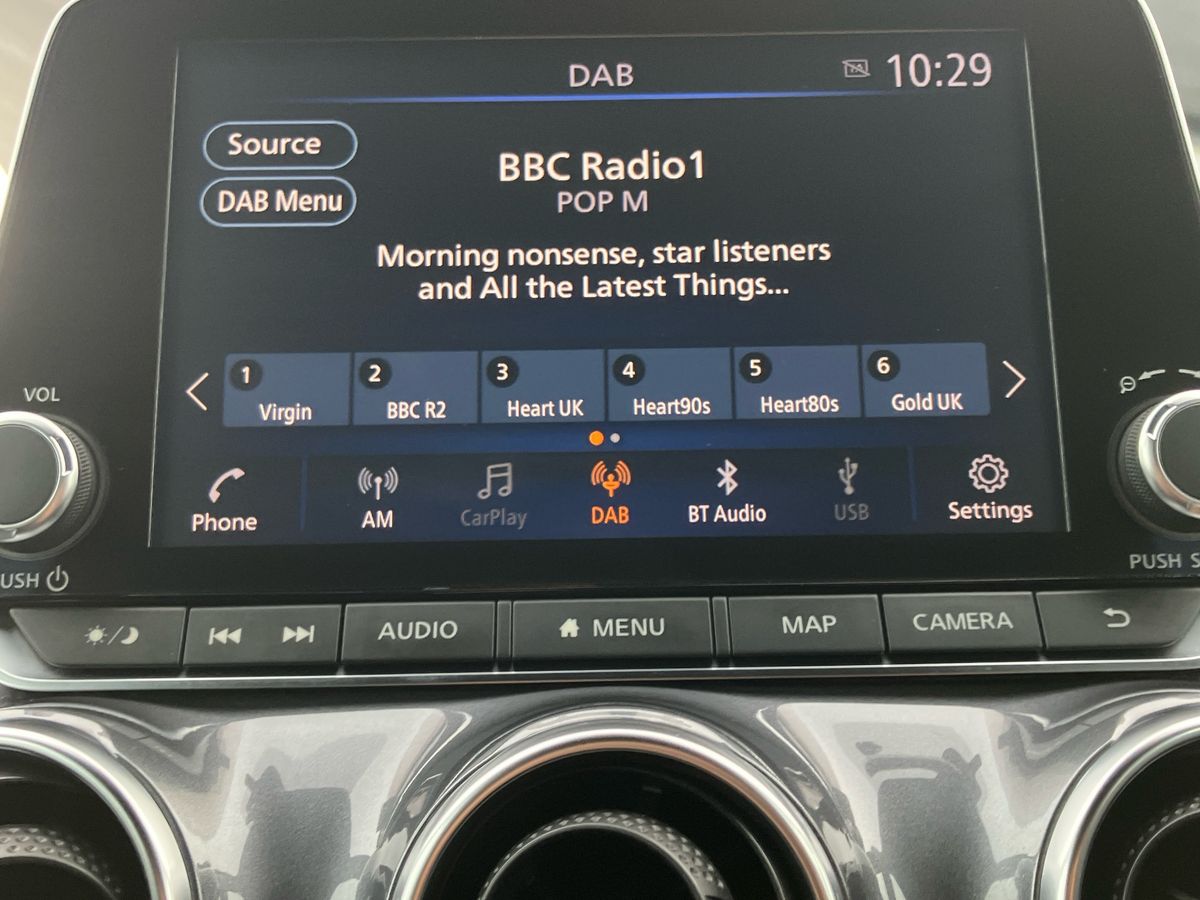 DAB
TA
10:29
Source
BBC Radio1
DAB Menu
POP M
Morning nonsense, star listeners
and All the Latest Things...
1 2 3 4 5 6
Virgin BBC R2 Heart UK Heart90s Heart80s Gold UK
VOL
Phone AM CarPlay DAB BT Audio USB Settings
USH
PUSH S
AUDIO MENU MAP CAMERA